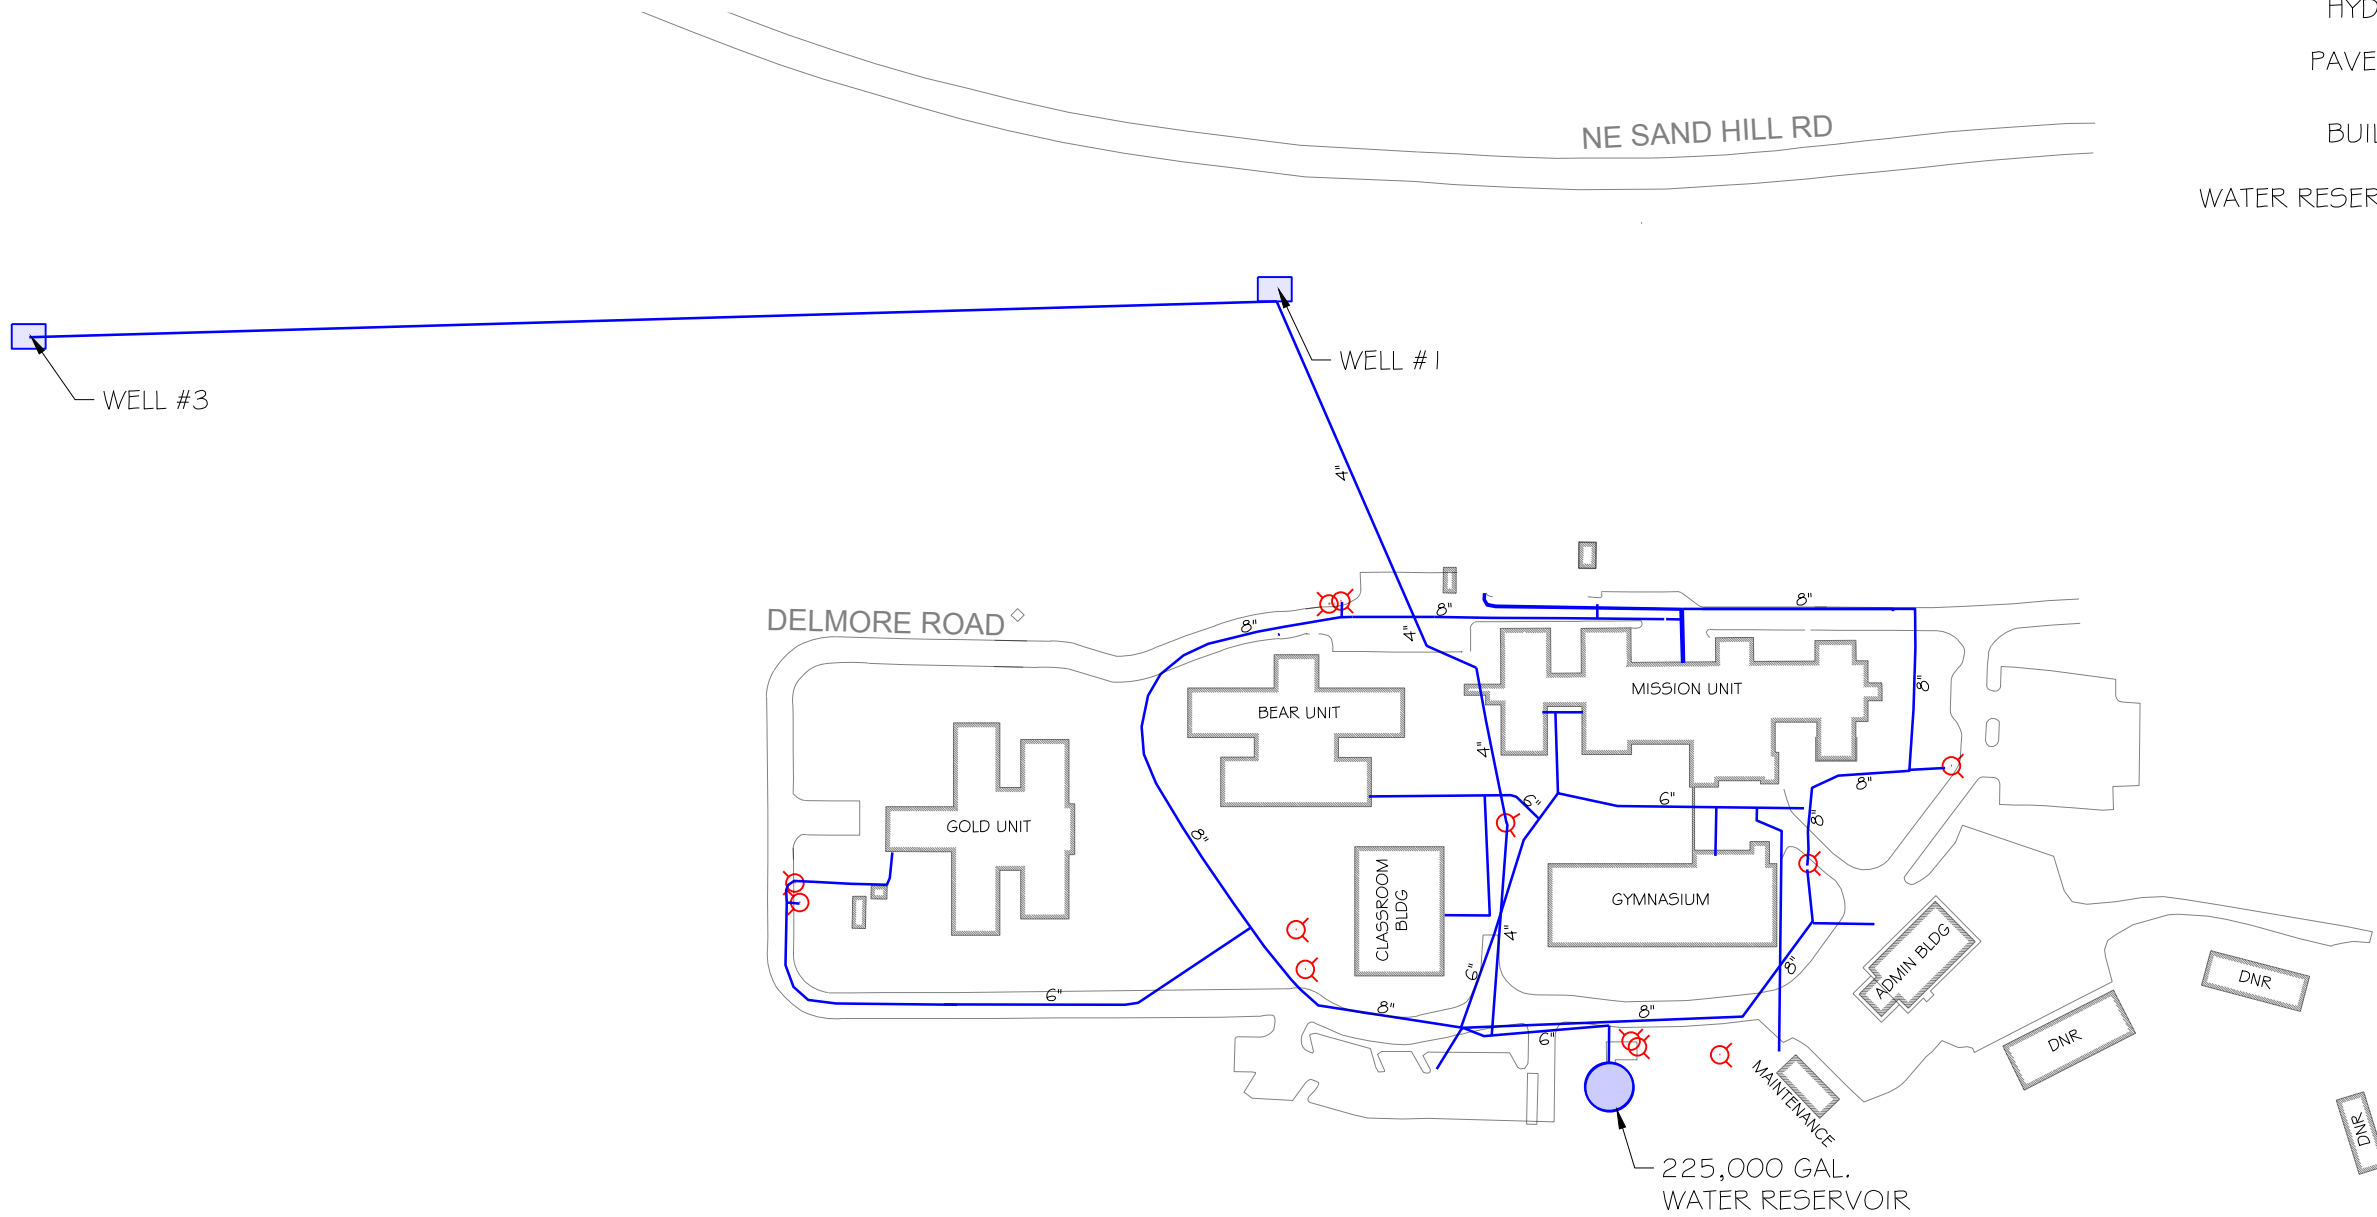 HYD
PAVE
NE SAND HILL RD
BUIL
WATER RESER
WELL #1
WELL #3
4"
DELMORE ROAD
8"
8"
4"
8"
8"
MISSION UNIT
BEAR UNIT
4"
8"
6"
6"
8"
GOLD UNIT
8"
CLASSROOM
BLDG
GYMNASIUM
4"
6"
8"
ADMIN BLDG
DNR
6"
8"
8"
6"
DNR
MAINTENANCE
DNR
225,000 GAL.
WATER RESERVOIR